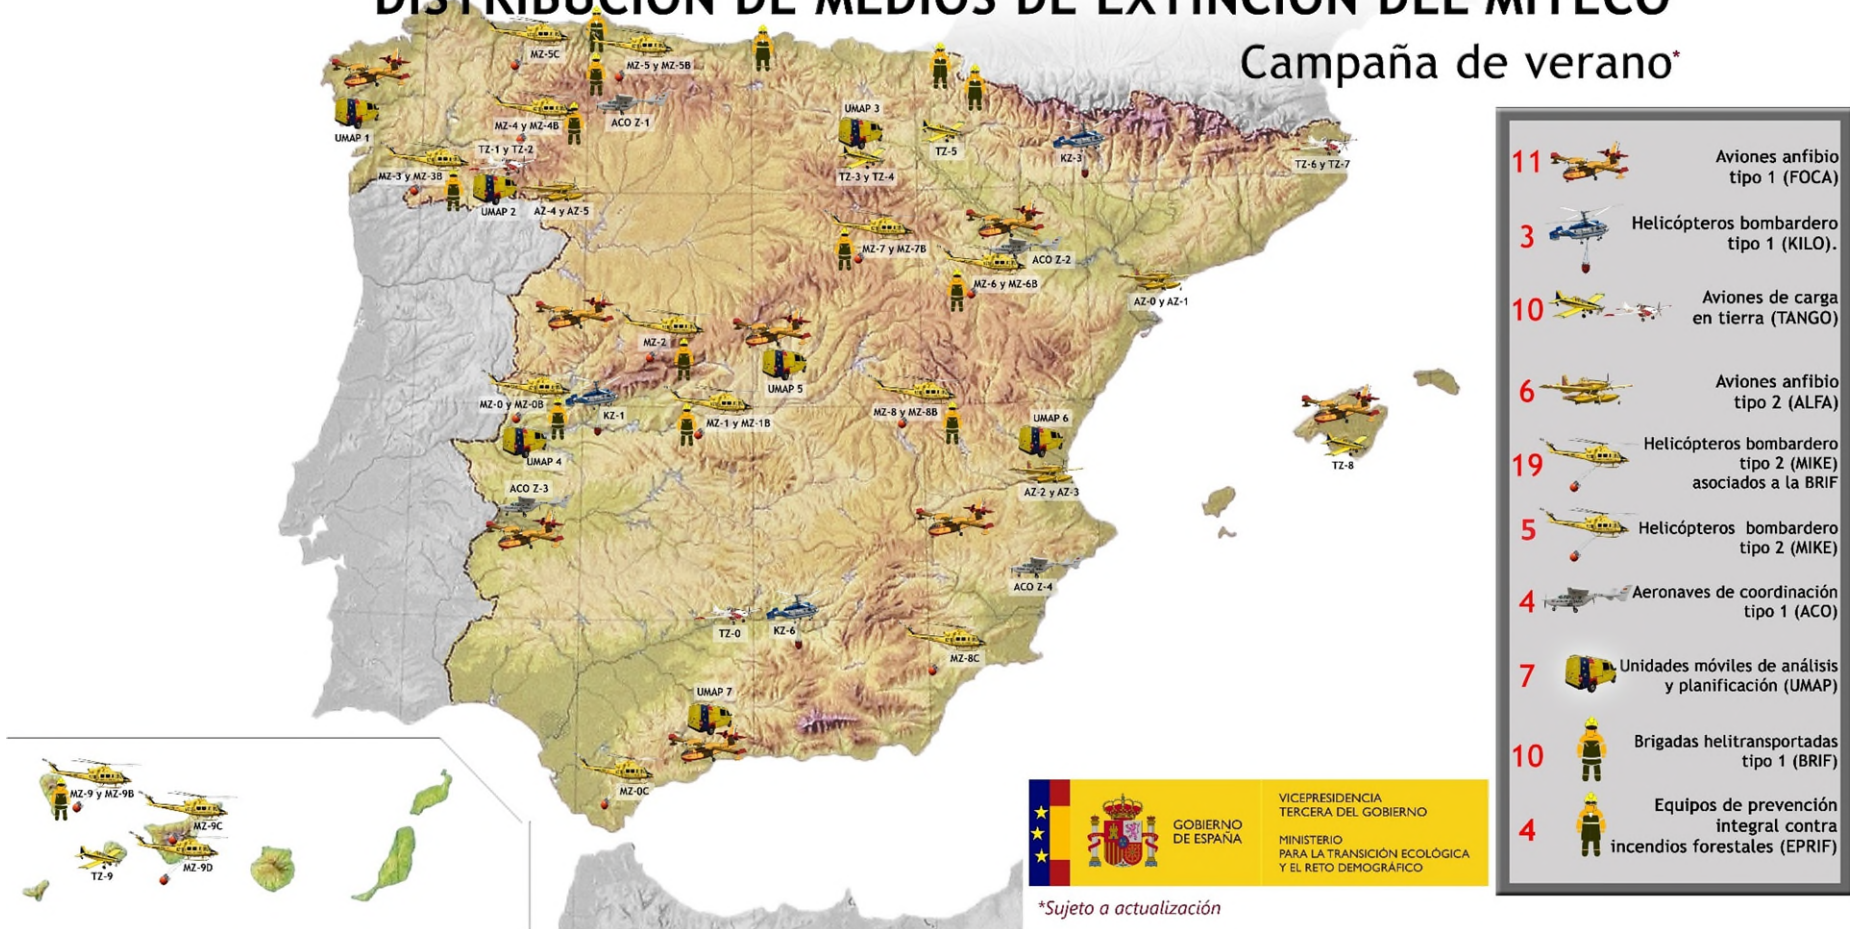 DISTRIBUCIÓN DE MEDIOS DE EXTINCIÓN DEL MITECO
Campaña de verano*
MZ-5C
MZ-5 y MZ-5B
UMAP 1
MZ-4 y MZ-4B
ACO Z-1
TZ-1 y TZ-2
MZ-3 y MZ-3B
UMAP 2
AZ-4 y AZ-5
UMAP 3
TZ-3 y TZ-4
TZ-5
KZ-3
TZ-6 y TZ-7
MZ-7 y MZ-7B
ACO Z-2
MZ-6 y MZ-6B
AZ-0 y AZ-1
MZ-2
UMAP 5
MZ-0 y MZ-0B
KZ-1
MZ-1 y MZ-1B
MZ-8 y MZ-8B
UMAP 6
UMAP 4
TZ-8
ACO Z-3
AZ-2 y AZ-3
ACO Z-4
TZ-0
KZ-6
MZ-8C
UMAP 7
MZ-0C
MZ-9 y MZ-9B
MZ-9C
MZ-9D
TZ-9
11
Aviones anfibio
tipo 1 (FOCA)
3
Helicópteros bombardero
tipo 1 (KILO).
10
Aviones de carga
en tierra (TANGO)
6
Aviones anfibio
tipo 2 (ALFA)
19
Helicópteros bombardero
tipo 2 (MIKE)
asociados a la BRIF
5
Helicópteros bombardero
tipo 2 (MIKE)
4
Aeronaves de coordinación
tipo 1 (ACO)
7
Unidades móviles de análisis
y planificación (UMAP)
10
Brigadas helitransportadas
tipo 1 (BRIF)
4
Equipos de prevención
integral contra
incendios forestales (EPRIF)
GOBIERNO
DE ESPAÑA
VICEPRESIDENCIA
TERCERA DEL GOBIERNO
MINISTERIO
PARA LA TRANSICIÓN ECOLÓGICA
Y EL RETO DEMOGRÁFICO
*Sujeto a actualización